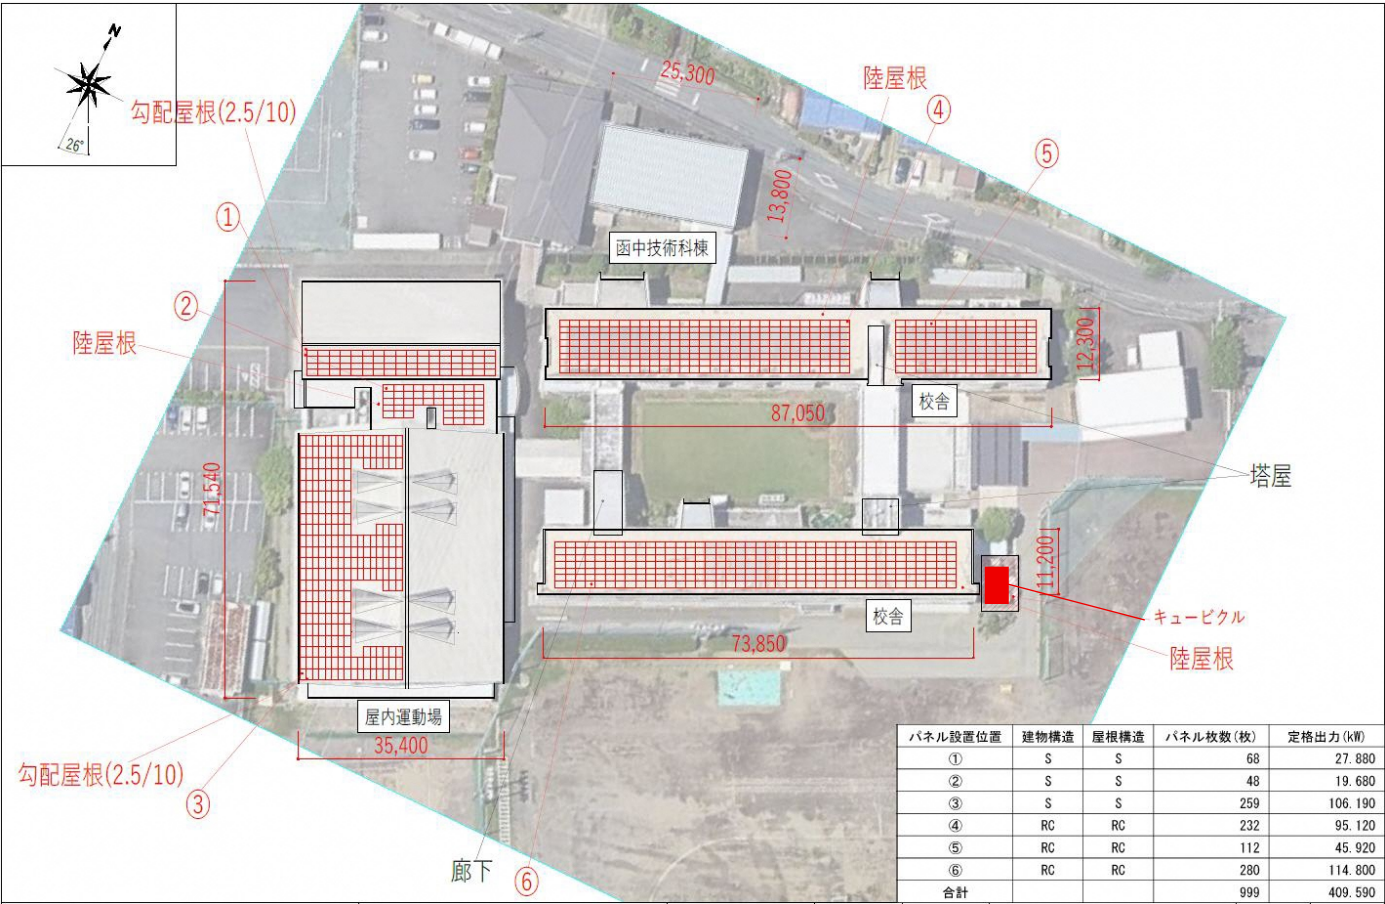 N
26°
勾配屋根(2.5/10)
①
②
陸屋根
71,540
25,300
陸屋根
④
⑤
13,800
函中技術科棟
12,300
校舎
87,050
塔屋
11,200
キュービクル
陸屋根
校舎
73,850
屋内運動場
35,400
勾配屋根(2.5/10)
③
廊下
⑥
パネル設置位置 建物構造 屋根構造 パネル枚数(枚) 定格出力(kW)
① S S 68 27.880
② S S 48 19.680
③ S S 259 106.190
④ RC RC 232 95.120
⑤ RC RC 112 45.920
⑥ RC RC 280 114.800
合計 999 409.590